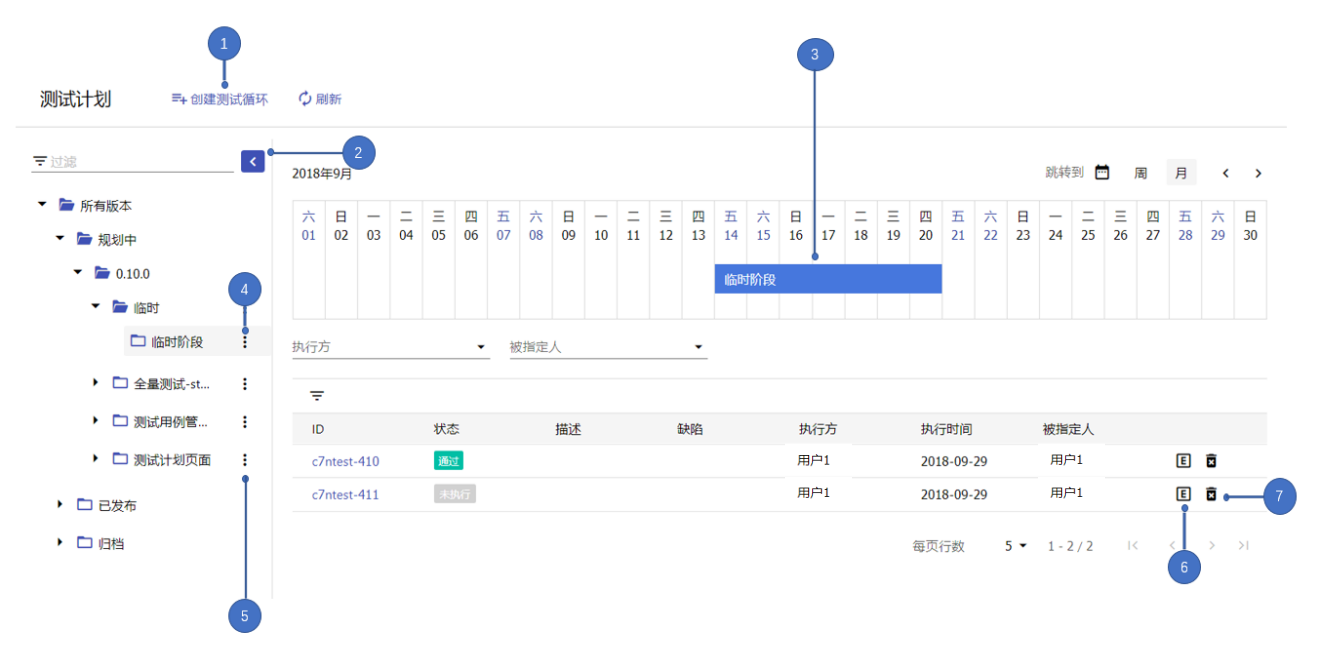 1
3
测试计划 创建测试循环 刷新
过滤
2
2018年9月 跳转到 周 月
所有版本
六 日 一 二 三 四 五 六 日 一 二 三 四 五 六 日 一 二 三 四 五 六 日 一 二 三 四 五 六 日
01 02 03 04 05 06 07 08 09 10 11 12 13 14 15 16 17 18 19 20 21 22 23 24 25 26 27 28 29 30
规划中
0.10.0
临时阶段
4
临时
临时阶段
执行方 被指定人
全量测试-st...
测试用例管...
测试计划页面
已发布
归档
ID 状态 描述 缺陷 执行方 执行时间 被指定人
c7ntest-410 通过 用户1 2018-09-29 用户1 E
c7ntest-411 未执行 用户1 2018-09-29 用户1 E
7
每页行数 5 1 - 2 / 2
6
5